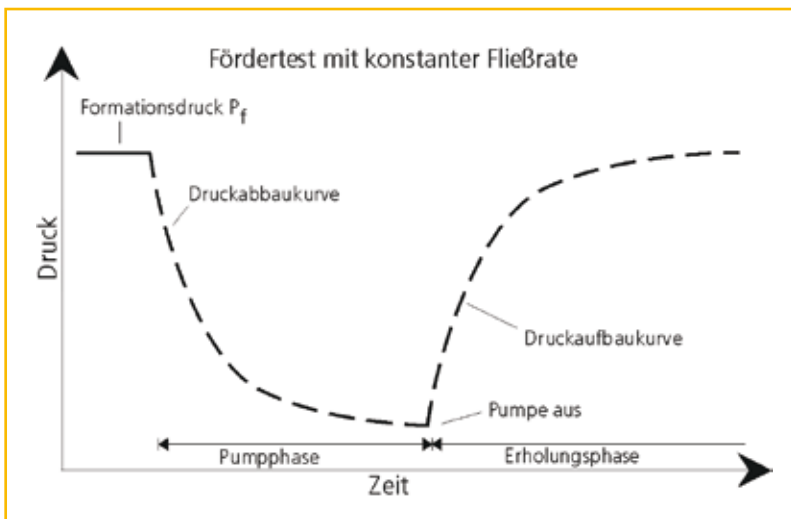 Fördertest mit konstanter Fließrate
Formationsdruck Pf
Druckabbaukurve
Druck
Druckaufbaukurve
Pumpe aus
Pumpphase
Erholungsphase
Zeit